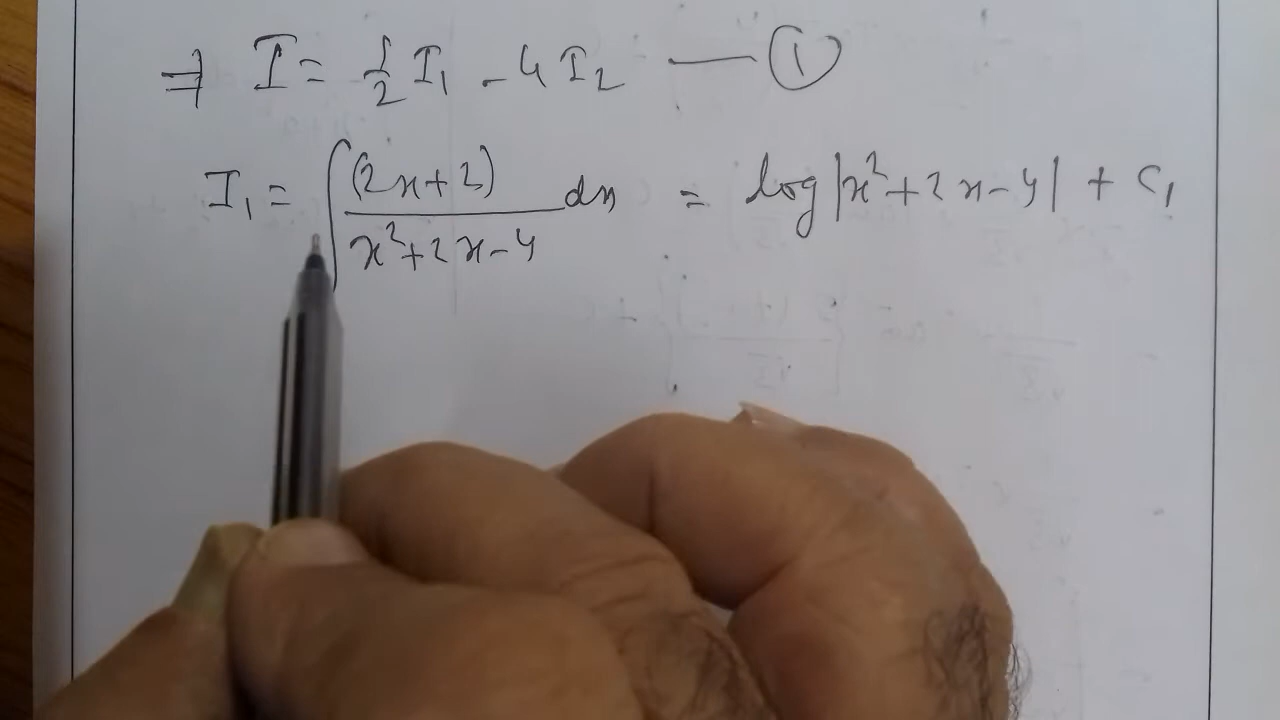 ⇒ I = 1/2 I₁ - 4 I₂ — ①
I₁ = ∫ (2x+2)/(x²+2x-4) dx = log|x²+2x-4| + C₁